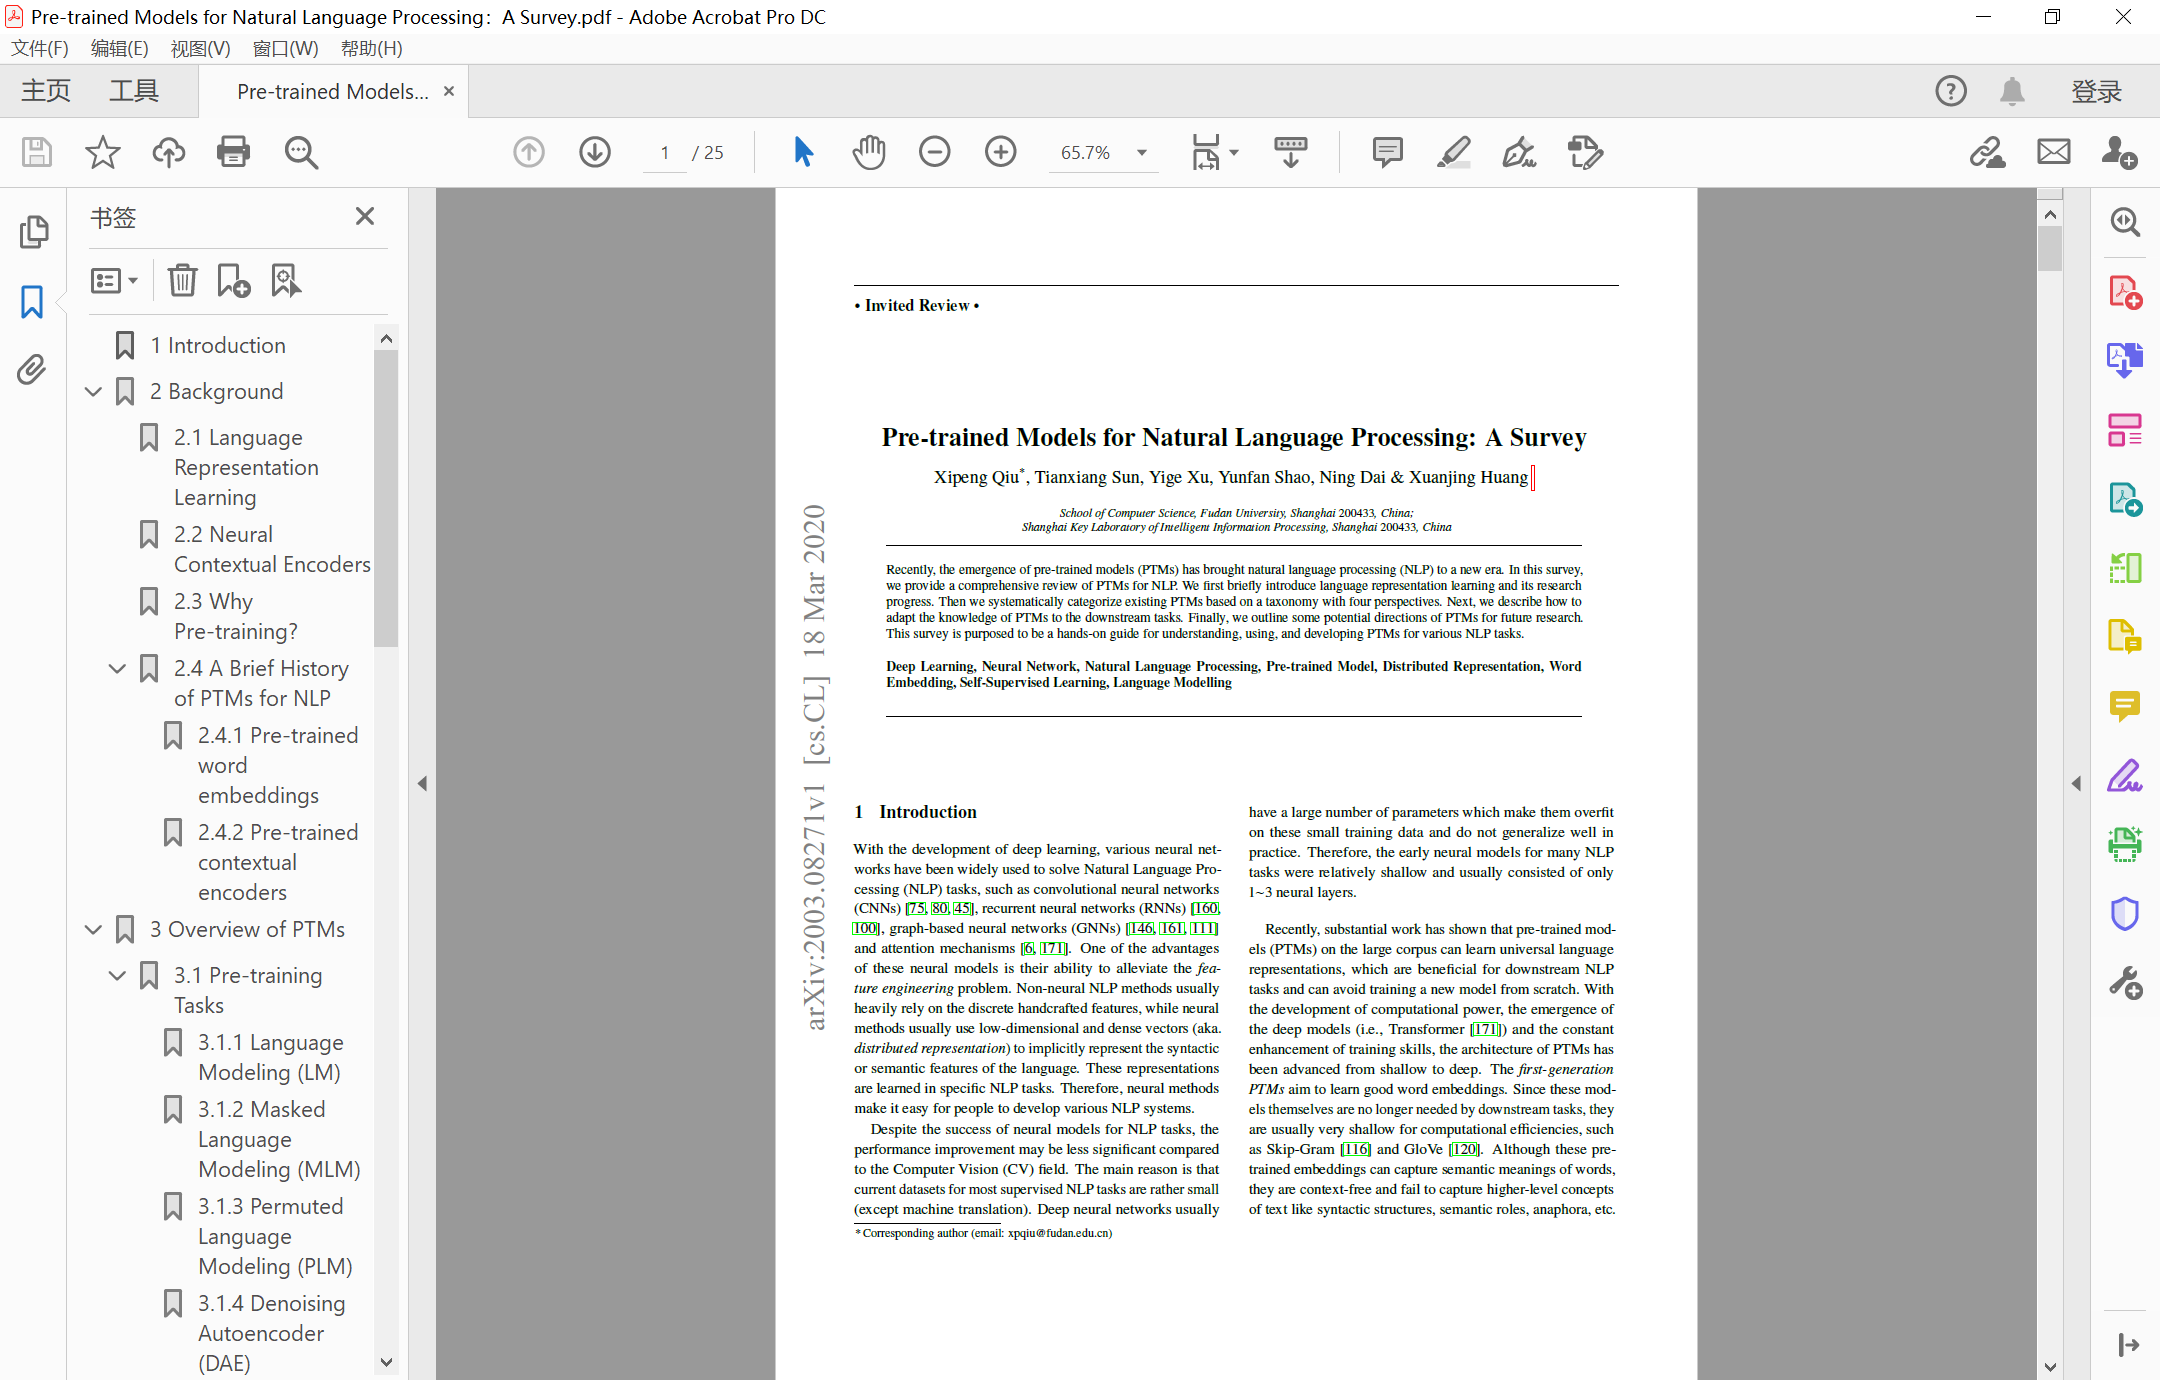 Pre-trained Models for Natural Language Processing：A Survey.pdf - Adobe Acrobat Pro DC
文件(F) 编辑(E) 视图(V) 窗口(W) 帮助(H)
主页 工具 Pre-trained Models... × 登录
1 / 25 65.7%
书签
1 Introduction
2 Background
2.1 Language
Representation
Learning
2.2 Neural
Contextual Encoders
2.3 Why
Pre-training?
2.4 A Brief History
of PTMs for NLP
2.4.1 Pre-trained
word
embeddings
2.4.2 Pre-trained
contextual
encoders
3 Overview of PTMs
3.1 Pre-training
Tasks
3.1.1 Language
Modeling (LM)
3.1.2 Masked
Language
Modeling (MLM)
3.1.3 Permuted
Language
Modeling (PLM)
3.1.4 Denoising
Autoencoder
(DAE)
arXiv:2003.08271v1 [cs.CL] 18 Mar 2020
• Invited Review •
Pre-trained Models for Natural Language Processing: A Survey
Xipeng Qiu*, Tianxiang Sun, Yige Xu, Yunfan Shao, Ning Dai & Xuanjing Huang
School of Computer Science, Fudan University, Shanghai 200433, China;
Shanghai Key Laboratory of Intelligent Information Processing, Shanghai 200433, China
Recently, the emergence of pre-trained models (PTMs) has brought natural language processing (NLP) to a new era. In this survey,
we provide a comprehensive review of PTMs for NLP. We first briefly introduce language representation learning and its research
progress. Then we systematically categorize existing PTMs based on a taxonomy with four perspectives. Next, we describe how to
adapt the knowledge of PTMs to the downstream tasks. Finally, we outline some potential directions of PTMs for future research.
This survey is purposed to be a hands-on guide for understanding, using, and developing PTMs for various NLP tasks.
Deep Learning, Neural Network, Natural Language Processing, Pre-trained Model, Distributed Representation, Word
Embedding, Self-Supervised Learning, Language Modelling
1 Introduction
With the development of deep learning, various neural net-
works have been widely used to solve Natural Language Pro-
cessing (NLP) tasks, such as convolutional neural networks
(CNNs) [75, 80, 45], recurrent neural networks (RNNs) [160,
100], graph-based neural networks (GNNs) [146, 161, 111]
and attention mechanisms [6, 171]. One of the advantages
of these neural models is their ability to alleviate the fea-
ture engineering problem. Non-neural NLP methods usually
heavily rely on the discrete handcrafted features, while neural
methods usually use low-dimensional and dense vectors (aka.
distributed representation) to implicitly represent the syntactic
or semantic features of the language. These representations
are learned in specific NLP tasks. Therefore, neural methods
make it easy for people to develop various NLP systems.
Despite the success of neural models for NLP tasks, the
performance improvement may be less significant compared
to the Computer Vision (CV) field. The main reason is that
current datasets for most supervised NLP tasks are rather small
(except machine translation). Deep neural networks usually
* Corresponding author (email: xpqiu@fudan.edu.cn)
have a large number of parameters which make them overfit
on these small training data and do not generalize well in
practice. Therefore, the early neural models for many NLP
tasks were relatively shallow and usually consisted of only
1~3 neural layers.
Recently, substantial work has shown that pre-trained mod-
els (PTMs) on the large corpus can learn universal language
representations, which are beneficial for downstream NLP
tasks and can avoid training a new model from scratch. With
the development of computational power, the emergence of
the deep models (i.e., Transformer [171]) and the constant
enhancement of training skills, the architecture of PTMs has
been advanced from shallow to deep. The first-generation
PTMs aim to learn good word embeddings. Since these mod-
els themselves are no longer needed by downstream tasks, they
are usually very shallow for computational efficiencies, such
as Skip-Gram [116] and GloVe [120]. Although these pre-
trained embeddings can capture semantic meanings of words,
they are context-free and fail to capture higher-level concepts
of text like syntactic structures, semantic roles, anaphora, etc.